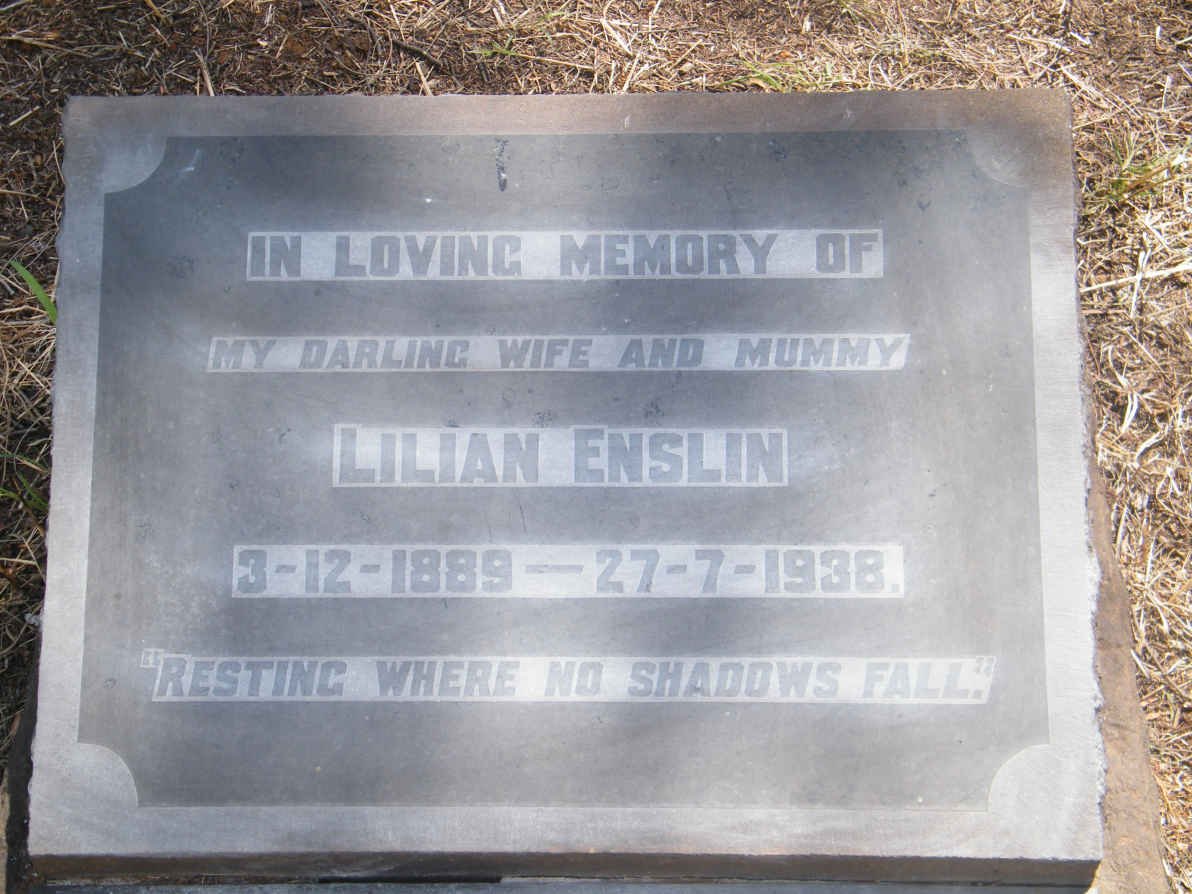 IN LOVING MEMORY OF
MY DARLING WIFE AND MUMMY
LILIAN ENSLIN
3-12-1889 — 27-7-1938.
"RESTING WHERE NO SHADOWS FALL."